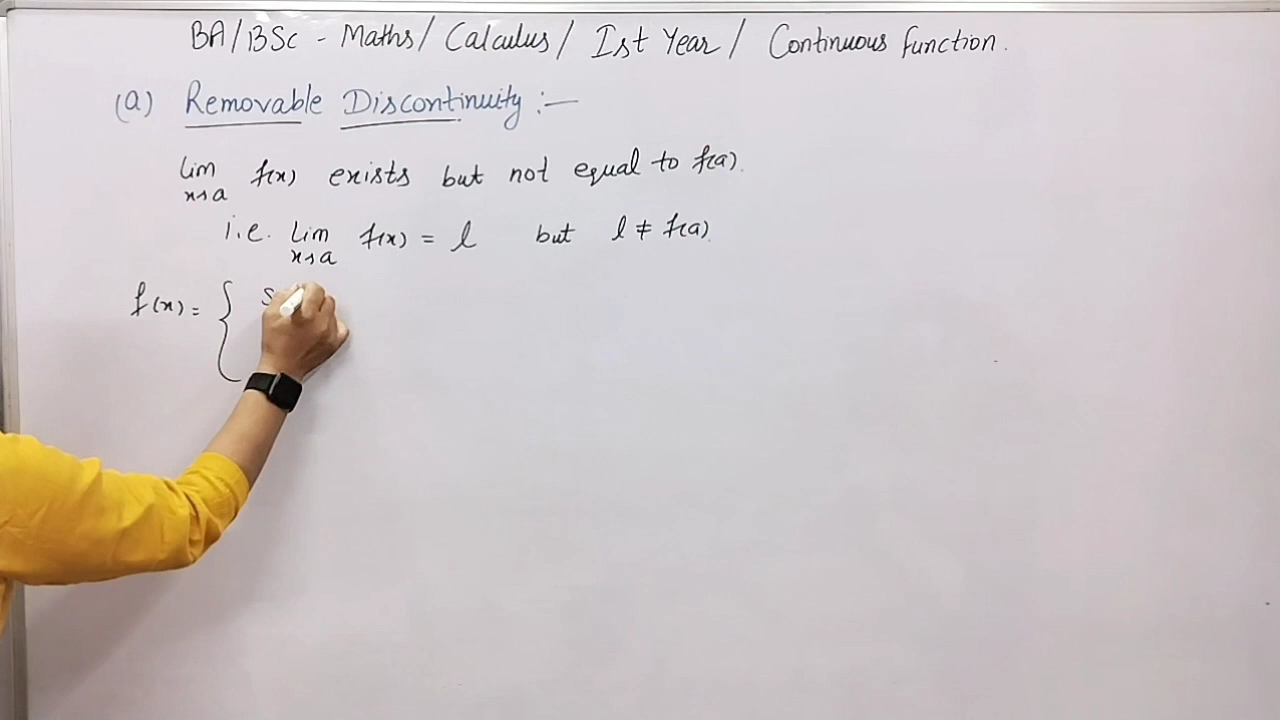 BA/BSc - Maths/ Calculus/ Ist Year/ Continuous function.
(a) Removable Discontinuity :—
lim x→a f(x) exists but not equal to f(a).
i.e. lim x→a f(x) = l but l ≠ f(a)
f(x) = { S